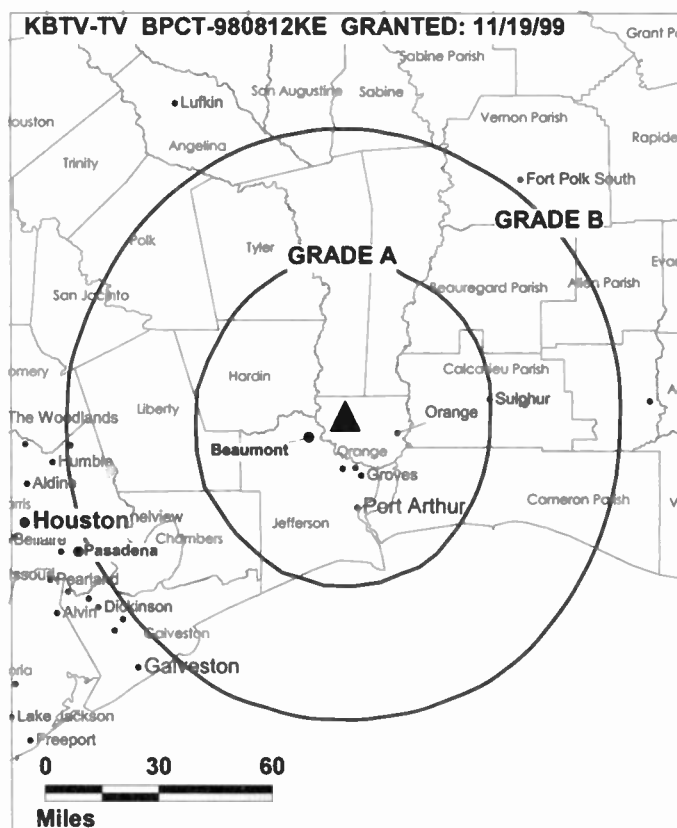 KBTV-TV BPCT-980812KE GRANTED: 11/19/99
Grant
Sabine Parish
San Augustine
Sabine
Lufkin
Vernon Parish
Angelina
Trinity
Fort Polk South
GRADE B
Polk
Tyler
GRADE A
San Jacinto
Beauregard Parish
Allen Parish
Hardin
Calcasieu Parish
Liberty
Sulphur
The Woodlands
Orange
Beaumont
Orange
Humble
Groves
Aldine
Cameron Parish
Port Arthur
Houston
Jefferson
Chambers
Pasadena
Pearland
Dickinson
Alvin
Galveston
Galveston
Lake Jackson
Freeport
0 30 60
Miles